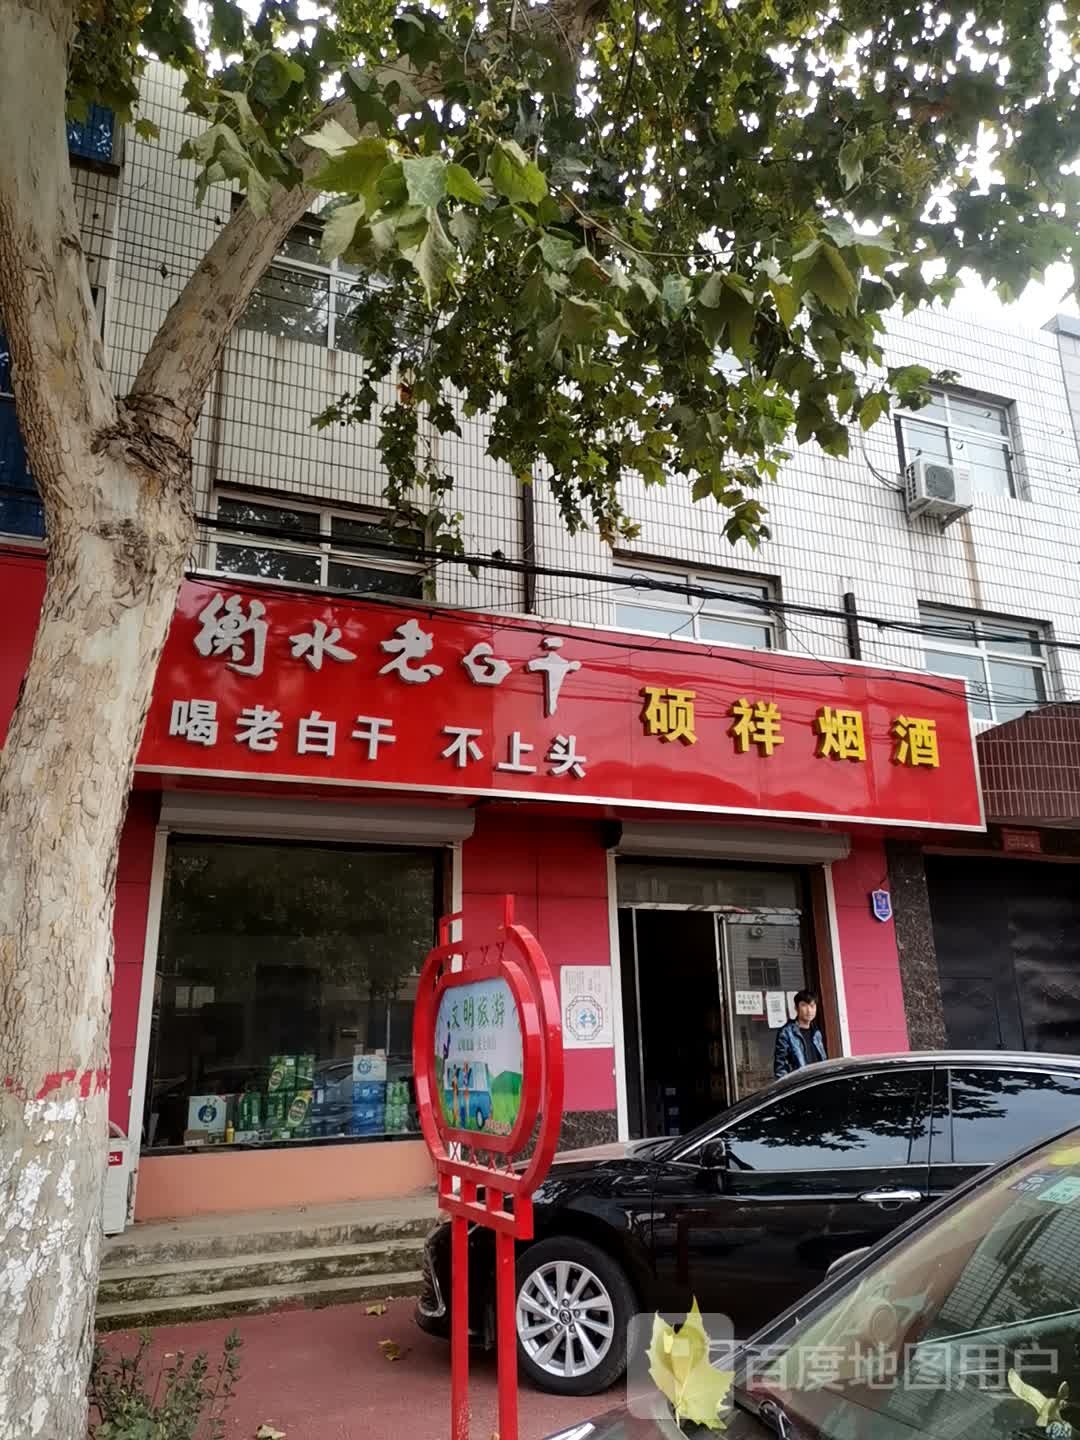 衡水老白干
喝老白干 不上头
硕祥烟酒
文明旅游
百度地图用户